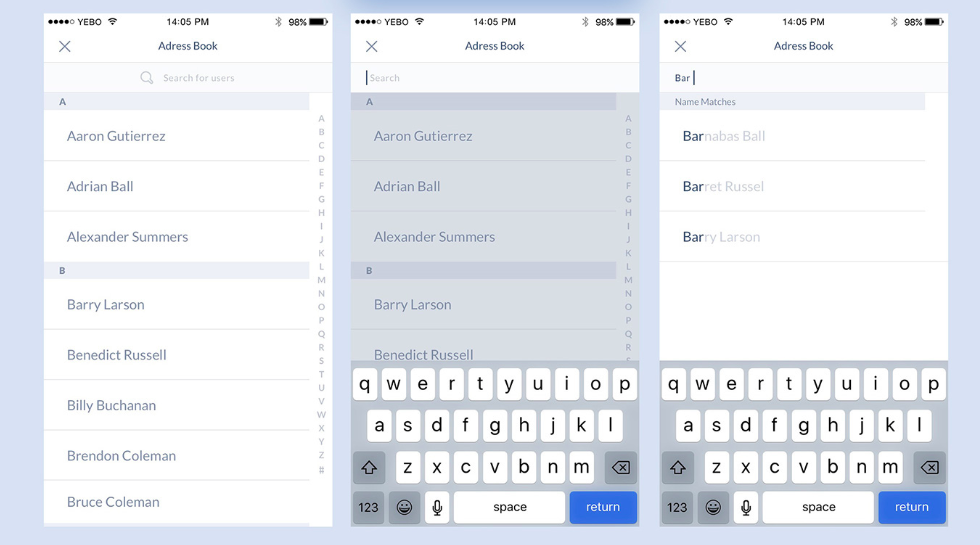 YEBO 14:05 PM 98%
Adress Book
Search for users
A
Aaron Gutierrez
Adrian Ball
Alexander Summers
B
Barry Larson
Benedict Russell
Billy Buchanan
Brendon Coleman
Bruce Coleman
A
B
C
D
E
F
G
H
I
J
K
L
M
N
O
P
Q
R
S
T
U
V
W
X
Y
Z
#
YEBO 14:05 PM 98%
Adress Book
Search
A
Aaron Gutierrez
Adrian Ball
Alexander Summers
B
Barry Larson
Benedict Russell
A
B
C
D
E
F
G
H
I
J
K
L
M
N
O
P
Q
R
S
q w e r t y u i o p
a s d f g h j k l
z x c v b n m
123 space return
YEBO 14:05 PM 98%
Adress Book
Bar
Name Matches
Barnabas Ball
Barret Russel
Barry Larson
q w e r t y u i o p
a s d f g h j k l
z x c v b n m
123 space return